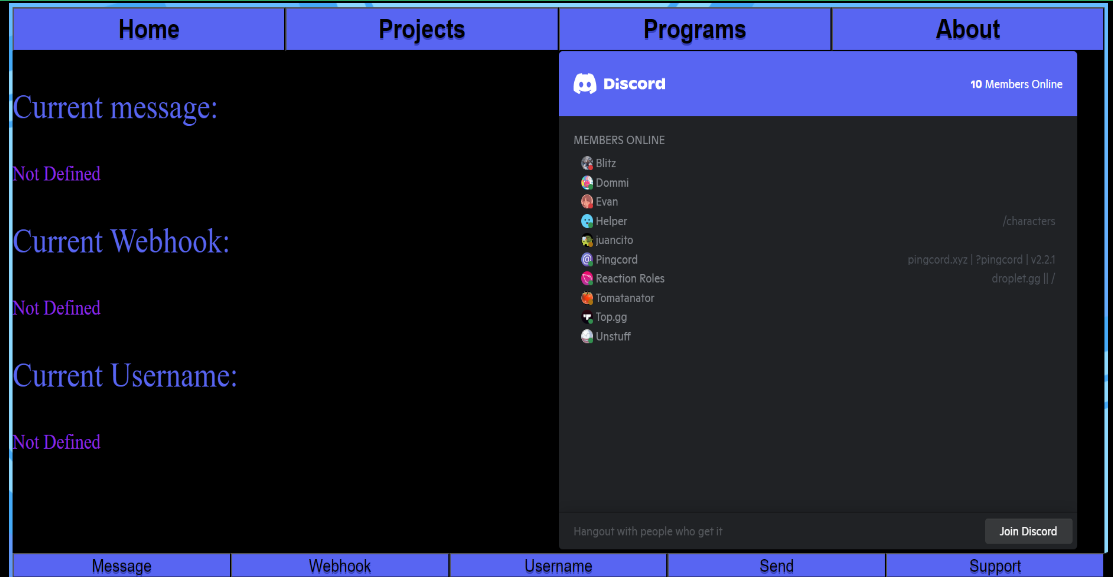 Home Projects Programs About
Current message:
Not Defined
Current Webhook:
Not Defined
Current Username:
Not Defined
Discord 10 Members Online
MEMBERS ONLINE
Blitz
Dommi
Evan
Helper /characters
juancito
Pingcord pingcord.xyz | ?pingcord | v2.2.1
Reaction Roles droplet.gg || /
Tomatanator
Top.gg
Unstuff
Hangout with people who get it Join Discord
Message Webhook Username Send Support